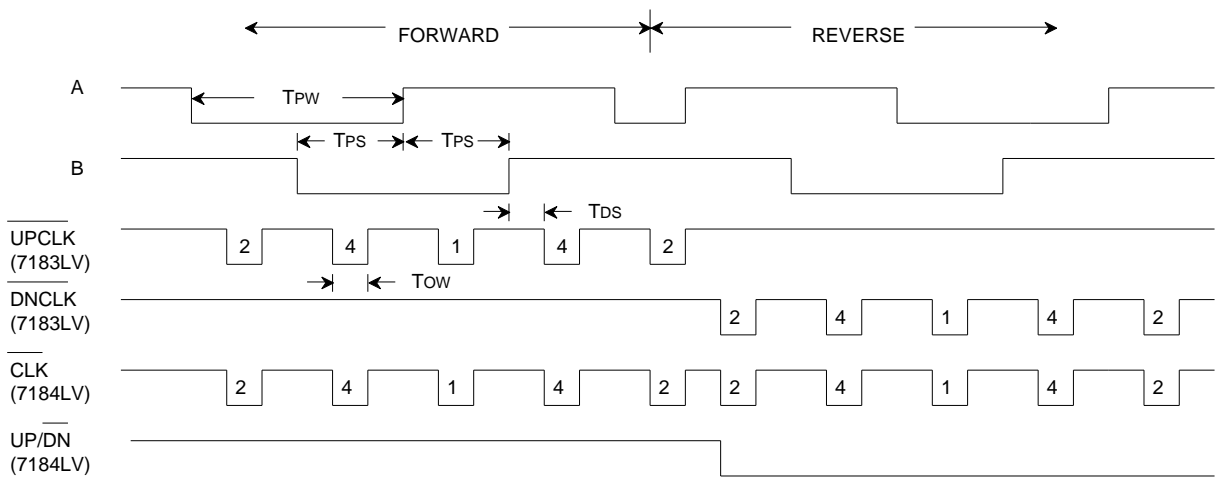 FORWARD REVERSE
A
TPW
TPS TPS
B
TDS
UPCLK
(7183LV)
2 4 1 4 2
TOW
DNCLK
(7183LV)
2 4 1 4 2
CLK
(7184LV)
2 4 1 4 2 2 4 1 4 2
UP/DN
(7184LV)